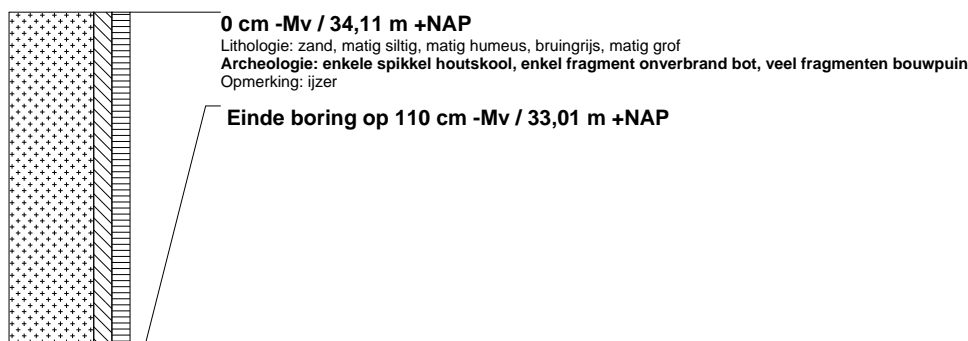 0 cm -Mv / 34,11 m +NAP
Lithologie: zand, matig siltig, matig humeus, bruingrijs, matig grof
Archeologie: enkele spikkel houtskool, enkel fragment onverbrand bot, veel fragmenten bouwpuin
Opmerking: ijzer
Einde boring op 110 cm -Mv / 33,01 m +NAP